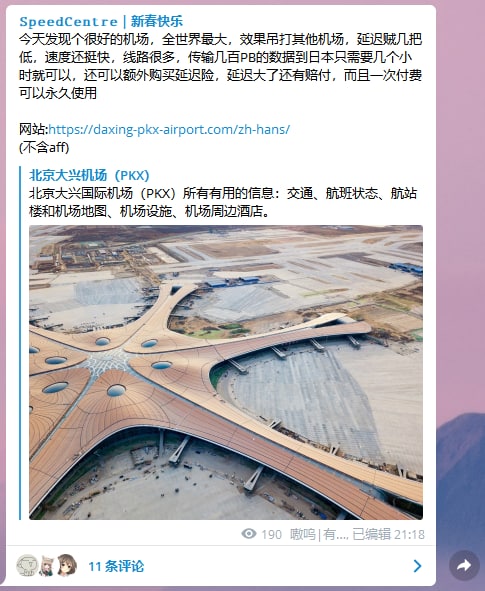 SpeedCentre | 新春快乐
今天发现个很好的机场，全世界最大，效果吊打其他机场，延迟贼几把
低，速度还挺快，线路很多，传输几百PB的数据到日本只需要几个小
时就可以，还可以额外购买延迟险，延迟大了还有赔付，而且一次付费
可以永久使用
网站:https://daxing-pkx-airport.com/zh-hans/
(不含aff)
北京大兴机场（PKX）
北京大兴国际机场（PKX）所有有用的信息：交通、航班状态、航站
楼和机场地图、机场设施、机场周边酒店。
190 嗷呜|有.... 已编辑 21:18
11 条评论